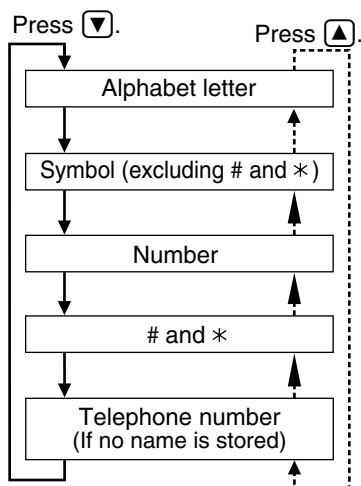 Press ▼.
Press ▲.
Alphabet letter
Symbol (excluding # and ✳)
Number
# and ✳
Telephone number
(If no name is stored)